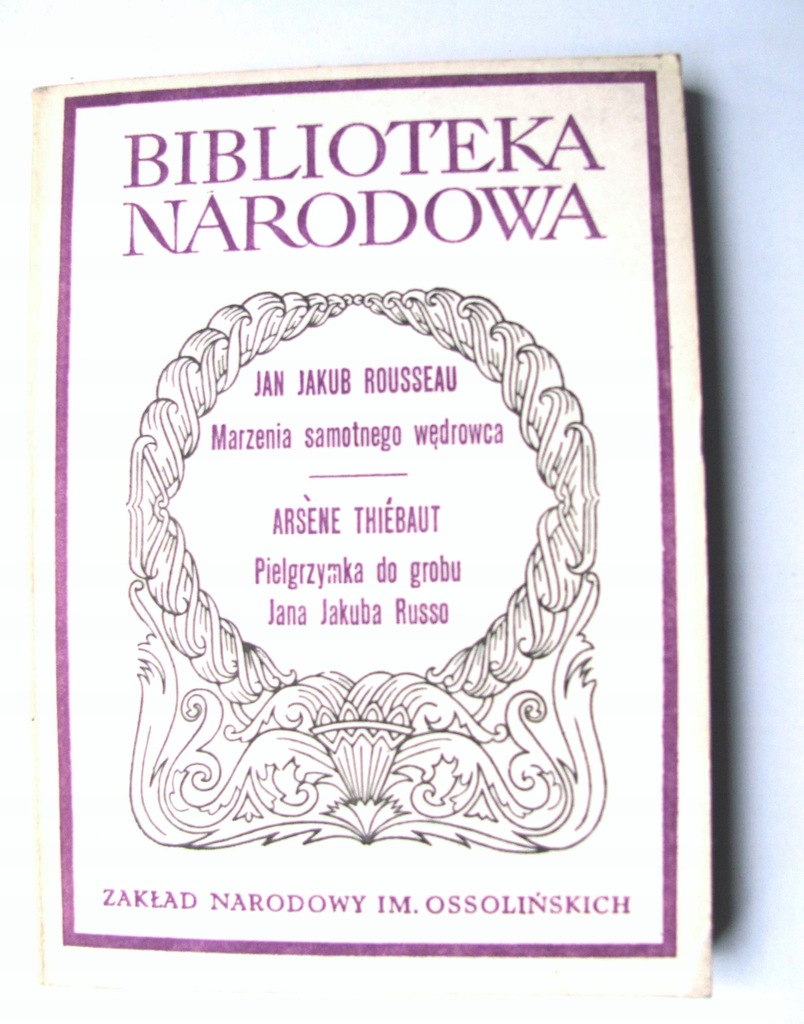 BIBLIOTEKA
NARODOWA
JAN JAKUB ROUSSEAU
Marzenia samotnego wędrowca
ARSÈNE THIÉBAUT
Pielgrzymka do grobu
Jana Jakuba Russo
ZAKŁAD NARODOWY IM. OSSOLIŃSKICH